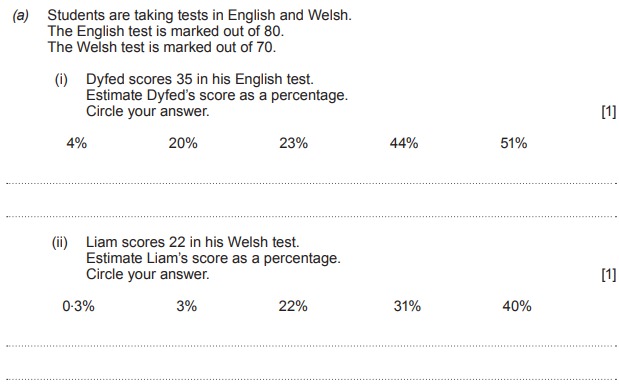 (a) Students are taking tests in English and Welsh.
The English test is marked out of 80.
The Welsh test is marked out of 70.
(i) Dyfed scores 35 in his English test.
Estimate Dyfed's score as a percentage.
Circle your answer. [1]
4% 20% 23% 44% 51%
(ii) Liam scores 22 in his Welsh test.
Estimate Liam's score as a percentage.
Circle your answer. [1]
0·3% 3% 22% 31% 40%